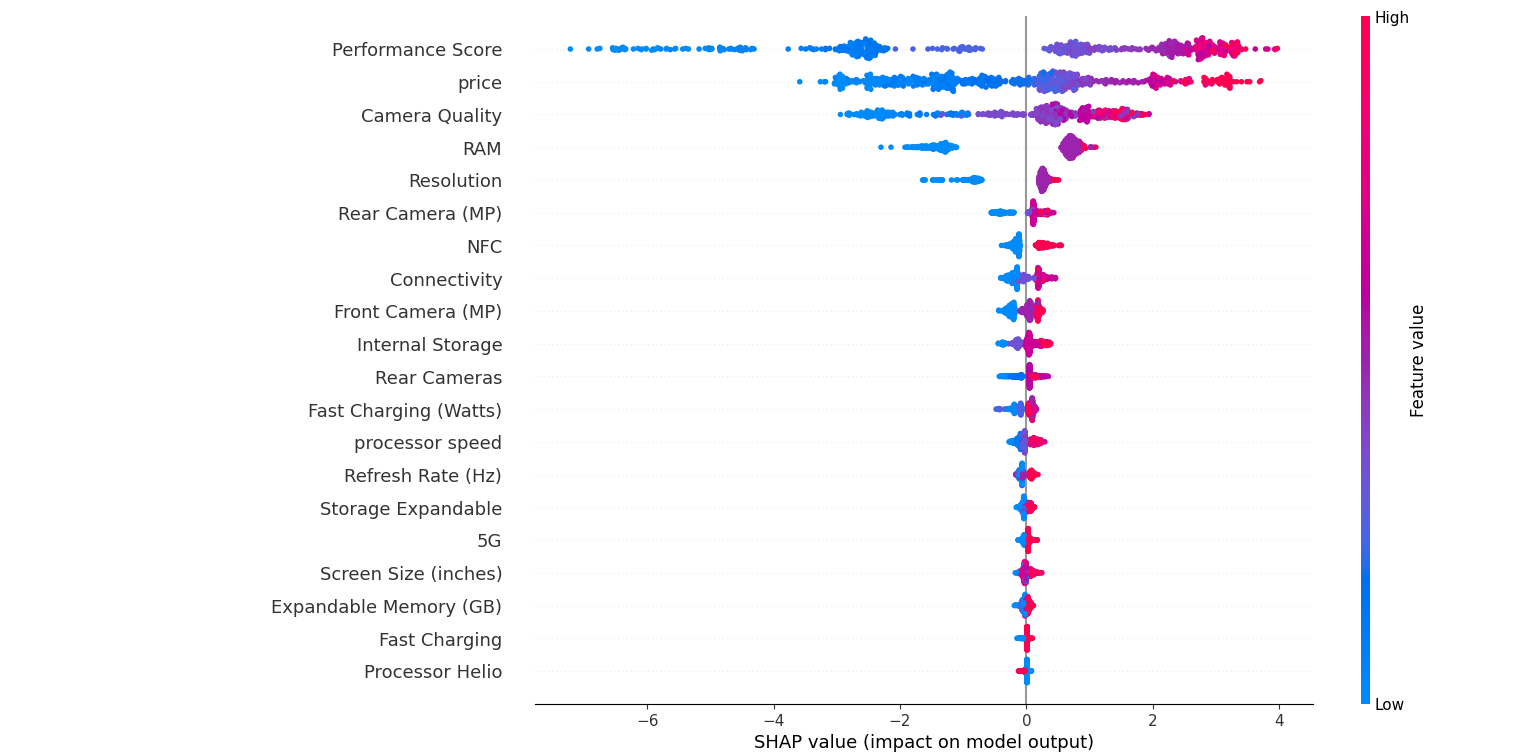 High
Performance Score
price
Camera Quality
RAM
Resolution
Rear Camera (MP)
NFC
Connectivity
Front Camera (MP)
Internal Storage
Rear Cameras
Fast Charging (Watts)
processor speed
Refresh Rate (Hz)
Storage Expandable
5G
Screen Size (inches)
Expandable Memory (GB)
Fast Charging
Processor Helio
Feature value
Low
−6 −4 −2 0 2 4
SHAP value (impact on model output)